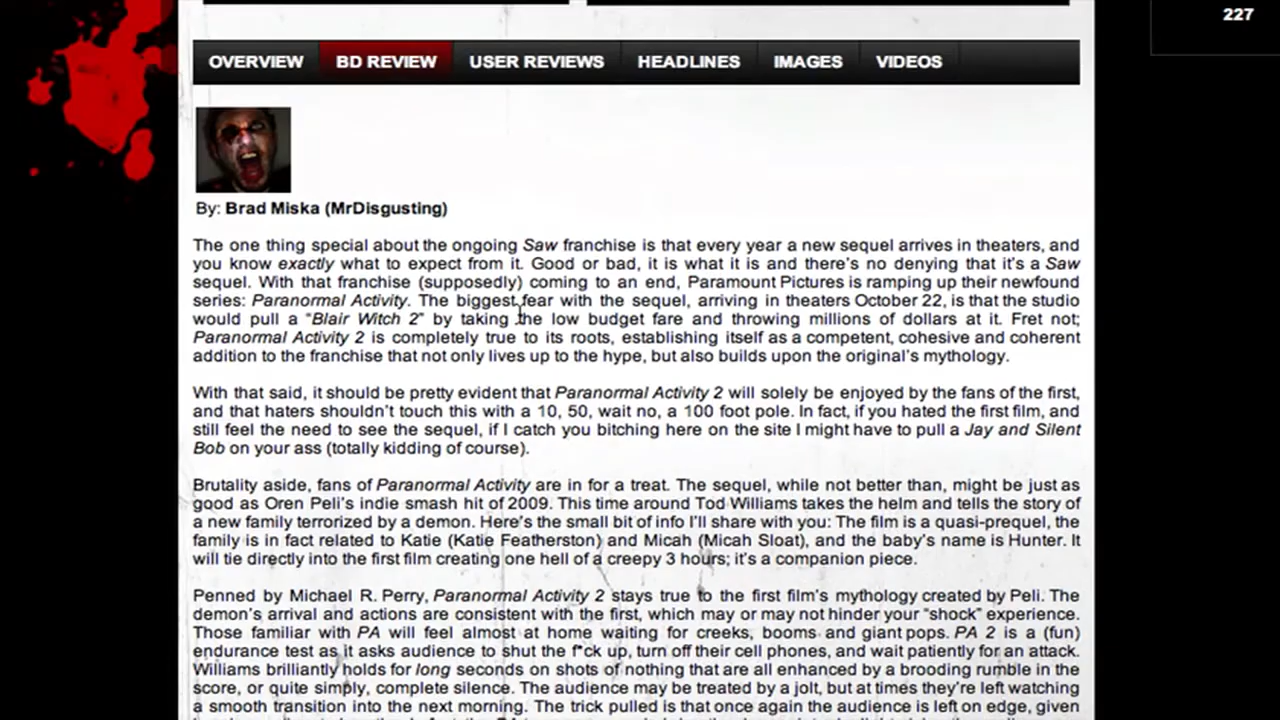 227
OVERVIEW BD REVIEW USER REVIEWS HEADLINES IMAGES VIDEOS
By: Brad Miska (MrDisgusting)
The one thing special about the ongoing Saw franchise is that every year a new sequel arrives in theaters, and
you know exactly what to expect from it. Good or bad, it is what it is and there's no denying that it's a Saw
sequel. With that franchise (supposedly) coming to an end, Paramount Pictures is ramping up their newfound
series: Paranormal Activity. The biggest fear with the sequel, arriving in theaters October 22, is that the studio
would pull a "Blair Witch 2" by taking the low budget fare and throwing millions of dollars at it. Fret not;
Paranormal Activity 2 is completely true to its roots, establishing itself as a competent, cohesive and coherent
addition to the franchise that not only lives up to the hype, but also builds upon the original's mythology.
With that said, it should be pretty evident that Paranormal Activity 2 will solely be enjoyed by the fans of the first,
and that haters shouldn't touch this with a 10, 50, wait no, a 100 foot pole. In fact, if you hated the first film, and
still feel the need to see the sequel, if I catch you bitching here on the site I might have to pull a Jay and Silent
Bob on your ass (totally kidding of course).
Brutality aside, fans of Paranormal Activity are in for a treat. The sequel, while not better than, might be just as
good as Oren Peli's indie smash hit of 2009. This time around Tod Williams takes the helm and tells the story of
a new family terrorized by a demon. Here's the small bit of info I'll share with you: The film is a quasi-prequel, the
family is in fact related to Katie (Katie Featherston) and Micah (Micah Sloat), and the baby's name is Hunter. It
will tie directly into the first film creating one hell of a creepy 3 hours; it's a companion piece.
Penned by Michael R. Perry, Paranormal Activity 2 stays true to the first film's mythology created by Peli. The
demon's arrival and actions are consistent with the first, which may or may not hinder your "shock" experience.
Those familiar with PA will feel almost at home waiting for creeks, booms and giant pops. PA 2 is a (fun)
endurance test as it asks audience to shut the f*ck up, turn off their cell phones, and wait patiently for an attack.
Williams brilliantly holds for long seconds on shots of nothing that are all enhanced by a brooding rumble in the
score, or quite simply, complete silence. The audience may be treated by a jolt, but at times they're left watching
a smooth transition into the next morning. The trick pulled is that once again the audience is left on edge, given